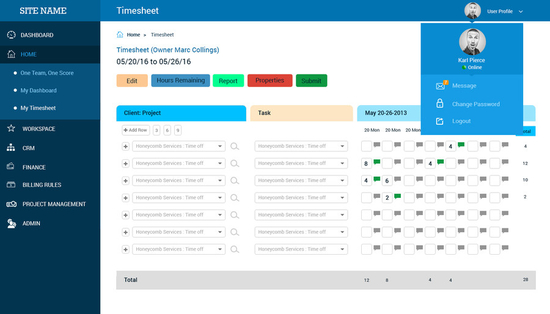 SITE NAME
Timesheet
User Profile
DASHBOARD
HOME
One Team, One Score
My Dashboard
My Timesheet
WORKSPACE
CRM
FINANCE
BILLING RULES
PROJECT MANAGEMENT
ADMIN
Home ▸ Timesheet
Timesheet (Owner Marc Collings)
05/20/16 to 05/26/16
Edit Hours Remaining Report Properties Submit
Karl Pierce
Online
Message
Change Password
Logout
Client: Project Task May 20-26-2013
Add Row 3 6 9 20 Mon 20 Mon 20 Mon
Honeycomb Services : Time off Honeycomb Services : Time off 4 4
Honeycomb Services : Time off Honeycomb Services : Time off 8 4 12
Honeycomb Services : Time off Honeycomb Services : Time off 4 6 10
Honeycomb Services : Time off Honeycomb Services : Time off 2 2
Honeycomb Services : Time off Honeycomb Services : Time off
Honeycomb Services : Time off Honeycomb Services : Time off
Honeycomb Services : Time off Honeycomb Services : Time off
Total 12 8 4 4 28